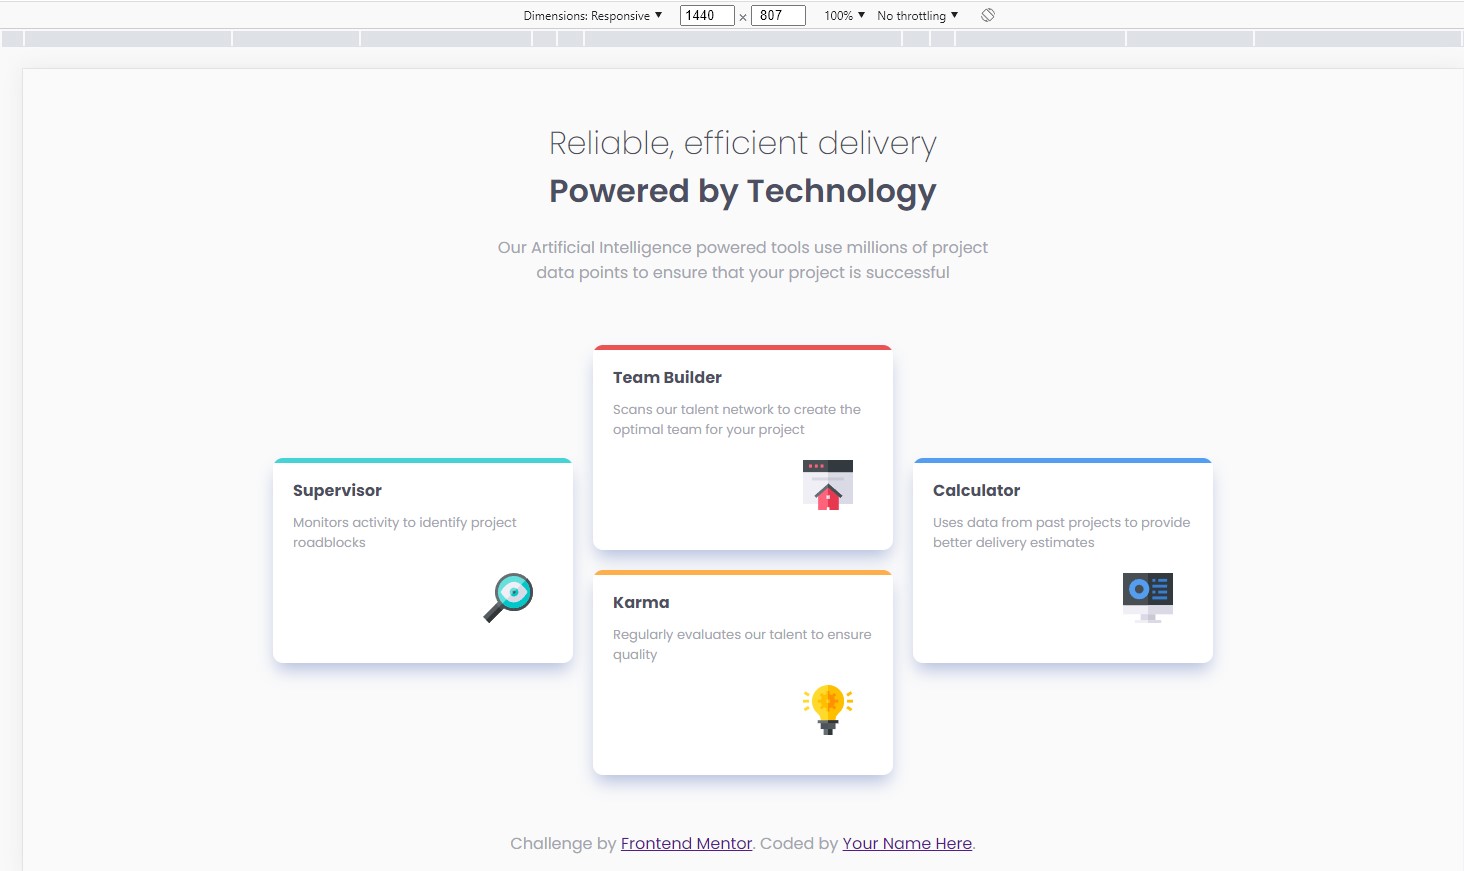 Dimensions: Responsive ▼ 1440 × 807 100% ▼ No throttling ▼
Reliable, efficient delivery
Powered by Technology
Our Artificial Intelligence powered tools use millions of project
data points to ensure that your project is successful
Team Builder
Scans our talent network to create the
optimal team for your project
Supervisor
Monitors activity to identify project
roadblocks
Calculator
Uses data from past projects to provide
better delivery estimates
Karma
Regularly evaluates our talent to ensure
quality
Challenge by Frontend Mentor. Coded by Your Name Here.